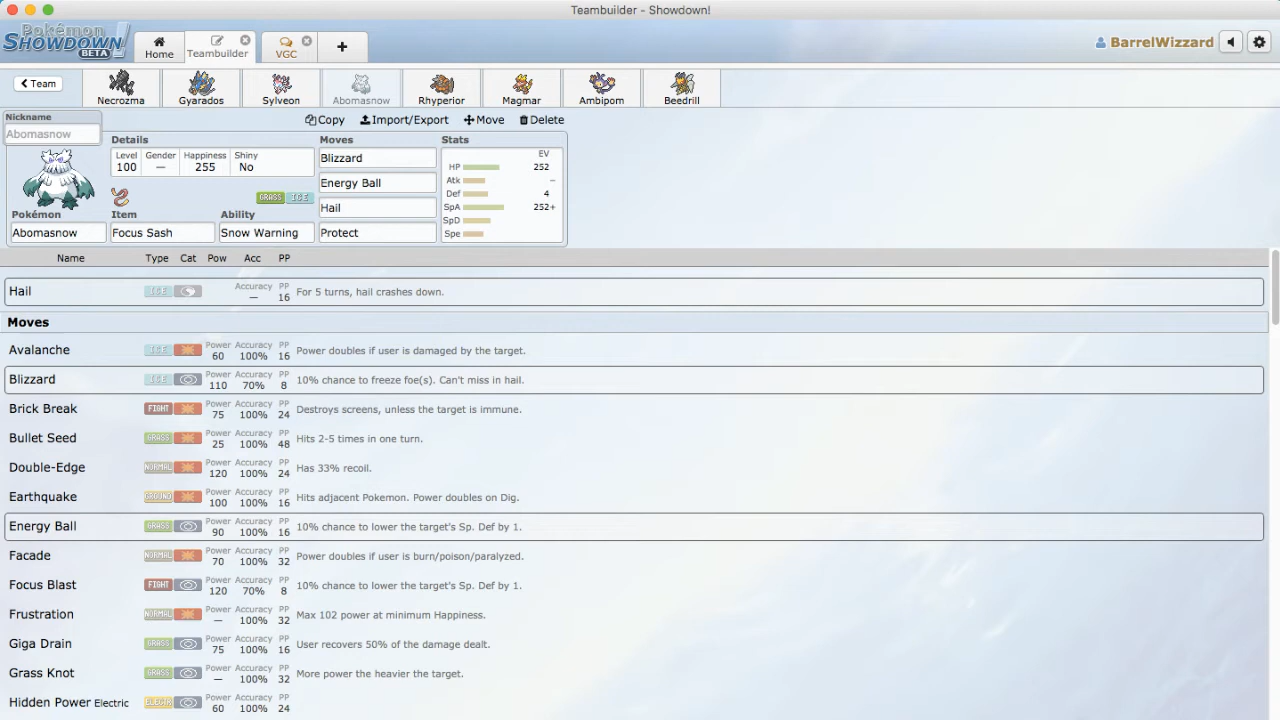 Teambuilder - Showdown!
Pokémon
SHOWDOWN!
BETA
Home
Teambuilder
VGC
BarrelWizzard
Team
Necrozma
Gyarados
Sylveon
Abomasnow
Rhyperior
Magmar
Ambipom
Beedrill
Nickname
Abomasnow
Copy Import/Export Move Delete
Details
Level Gender Happiness Shiny
100 — 255 No
GRASS ICE
Pokémon Item Ability
Abomasnow Focus Sash Snow Warning
Moves
Blizzard
Energy Ball
Hail
Protect
Stats
EV
HP 252
Atk –
Def 4
SpA 252+
SpD
Spe
Name Type Cat Pow Acc PP
Hail ICE Accuracy — PP 16 For 5 turns, hail crashes down.
Moves
Avalanche ICE Power 60 Accuracy 100% PP 16 Power doubles if user is damaged by the target.
Blizzard ICE Power 110 Accuracy 70% PP 8 10% chance to freeze foe(s). Can't miss in hail.
Brick Break FIGHT Power 75 Accuracy 100% PP 24 Destroys screens, unless the target is immune.
Bullet Seed GRASS Power 25 Accuracy 100% PP 48 Hits 2-5 times in one turn.
Double-Edge NORMAL Power 120 Accuracy 100% PP 24 Has 33% recoil.
Earthquake GROUND Power 100 Accuracy 100% PP 16 Hits adjacent Pokemon. Power doubles on Dig.
Energy Ball GRASS Power 90 Accuracy 100% PP 16 10% chance to lower the target's Sp. Def by 1.
Facade NORMAL Power 70 Accuracy 100% PP 32 Power doubles if user is burn/poison/paralyzed.
Focus Blast FIGHT Power 120 Accuracy 70% PP 8 10% chance to lower the target's Sp. Def by 1.
Frustration NORMAL Power — Accuracy 100% PP 32 Max 102 power at minimum Happiness.
Giga Drain GRASS Power 75 Accuracy 100% PP 16 User recovers 50% of the damage dealt.
Grass Knot GRASS Power — Accuracy 100% PP 32 More power the heavier the target.
Hidden Power Electric ELECTR Power 60 Accuracy 100% PP 24